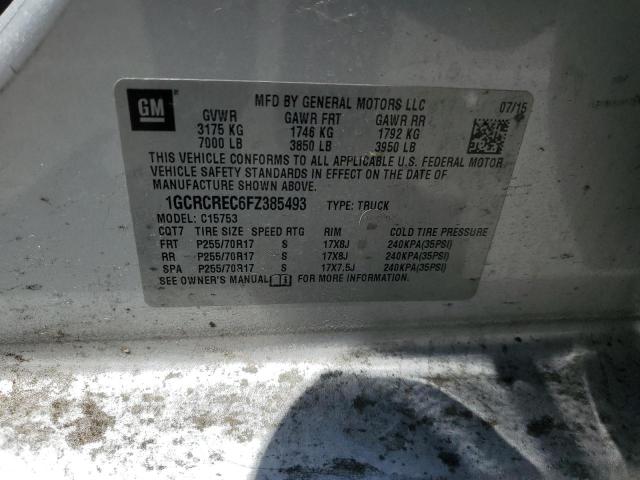 GM
MFD BY GENERAL MOTORS LLC 07/15
GVWR GAWR FRT GAWR RR
3175 KG 1746 KG 1792 KG
7000 LB 3850 LB 3950 LB
THIS VEHICLE CONFORMS TO ALL APPLICABLE U.S. FEDERAL MOTOR
VEHICLE SAFETY STANDARDS IN EFFECT ON THE DATE OF
MANUFACTURE SHOWN ABOVE.
1GCRCREC6FZ385493 TYPE: TRUCK
MODEL: C15753
CQT7 TIRE SIZE SPEED RTG RIM COLD TIRE PRESSURE
FRT P255/70R17 S 17X8J 240KPA(35PSI)
RR P255/70R17 S 17X8J 240KPA(35PSI)
SPA P255/70R17 S 17X7.5J 240KPA(35PSI)
SEE OWNER'S MANUAL FOR MORE INFORMATION.